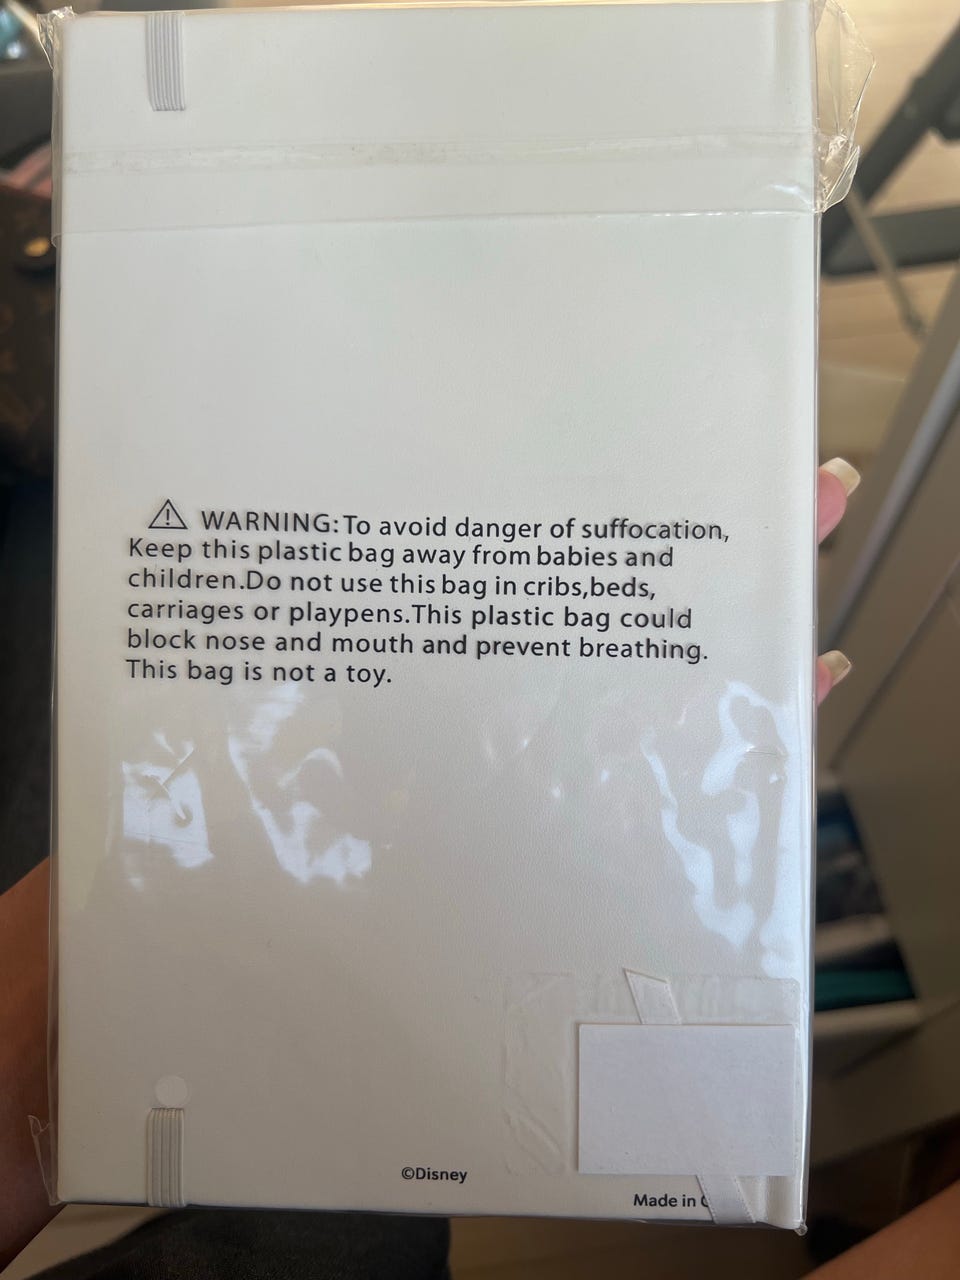 ⚠ WARNING: To avoid danger of suffocation,
Keep this plastic bag away from babies and
children.Do not use this bag in cribs,beds,
carriages or playpens.This plastic bag could
block nose and mouth and prevent breathing.
This bag is not a toy.
©Disney
Made in